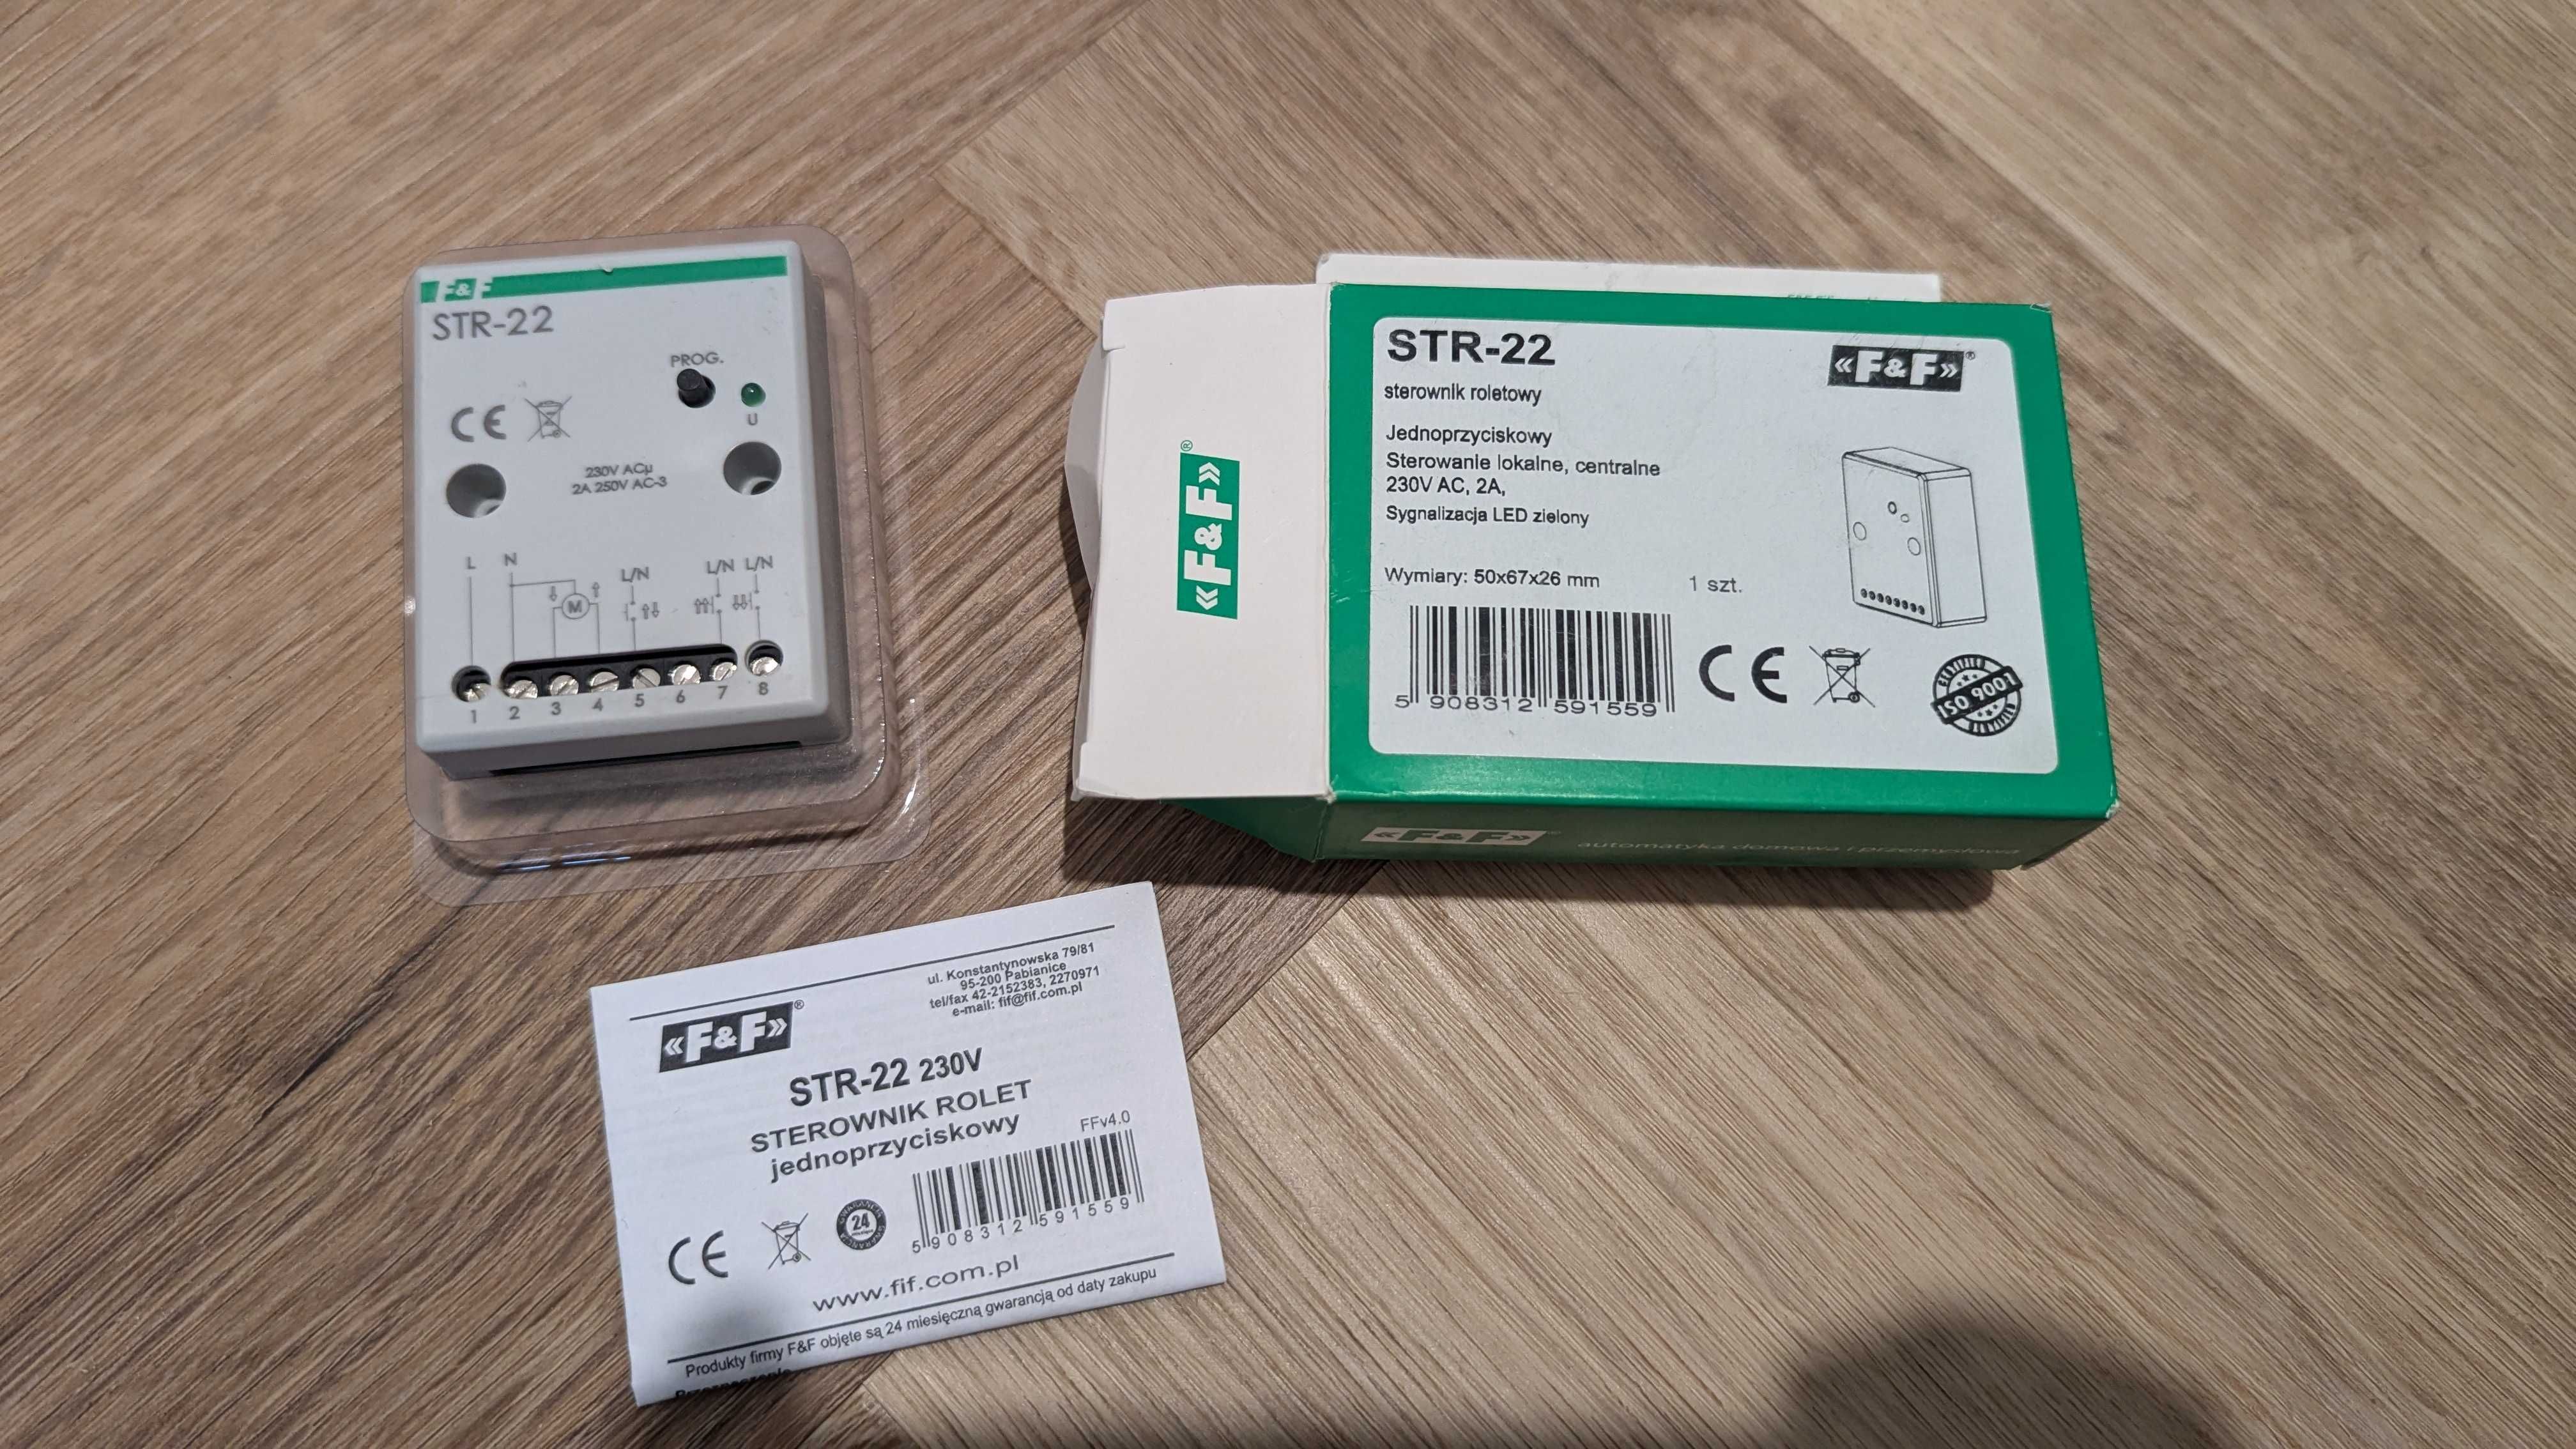 F&F
STR-22
PROG.
U
CE
230V ACµ
2A 250V AC-3
L N L/N L/N L/N
M
1 2 3 4 5 6 7 8
«F&F»®
STR-22
«F&F»®
sterownik roletowy
Jednoprzyciskowy
Sterowanie lokalne, centralne
230V AC, 2A,
Sygnalizacja LED zielony
Wymiary: 50x67x26 mm
1 szt.
5 908312 591559
CE
CERTIFIED
ISO 9001
«F&F»
automatyka domowa i przemysłowa
ul. Konstantynowska 79/81
95-200 Pabianice
tel/fax 42-2152383, 2270971
e-mail: fif@fif.com.pl
«F&F»®
STR-22 230V
STEROWNIK ROLET
jednoprzyciskowy
FFv4.0
5 908312 591559
CE
24
www.fif.com.pl
Produkty firmy F&F objęte są 24 miesięczną gwarancją od daty zakupu